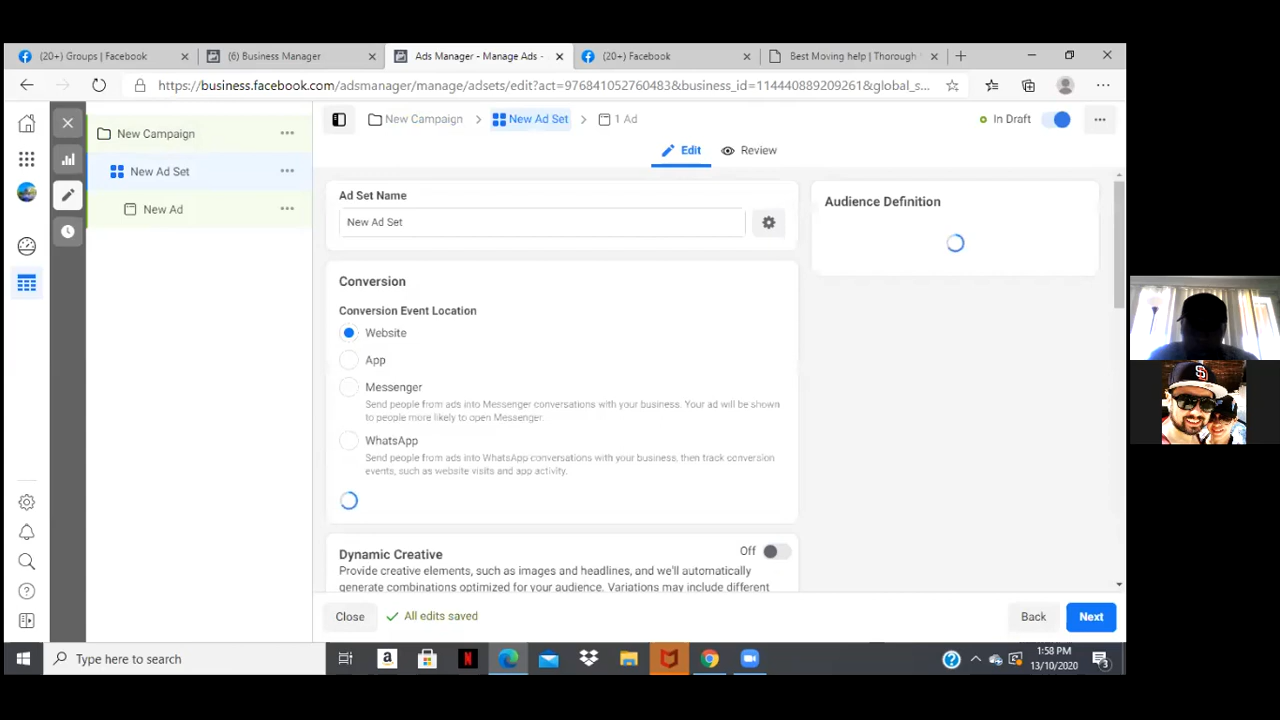 (20+) Groups | Facebook
(6) Business Manager
Ads Manager - Manage Ads -
(20+) Facebook
Best Moving help | Thorough
https://business.facebook.com/adsmanager/manage/adsets/edit?act=976841052760483&business_id=114440889209261&global_s...
New Campaign
New Ad Set
New Ad
New Campaign
New Ad Set
1 Ad
In Draft
Edit
Review
Ad Set Name
New Ad Set
Audience Definition
Conversion
Conversion Event Location
Website
App
Messenger
Send people from ads into Messenger conversations with your business. Your ad will be shown
to people more likely to open Messenger.
WhatsApp
Send people from ads into WhatsApp conversations with your business, then track conversion
events, such as website visits and app activity.
Dynamic Creative
Off
Provide creative elements, such as images and headlines, and we'll automatically
generate combinations optimized for your audience. Variations may include different
Close
All edits saved
Back
Next
Type here to search
1:58 PM
13/10/2020
3